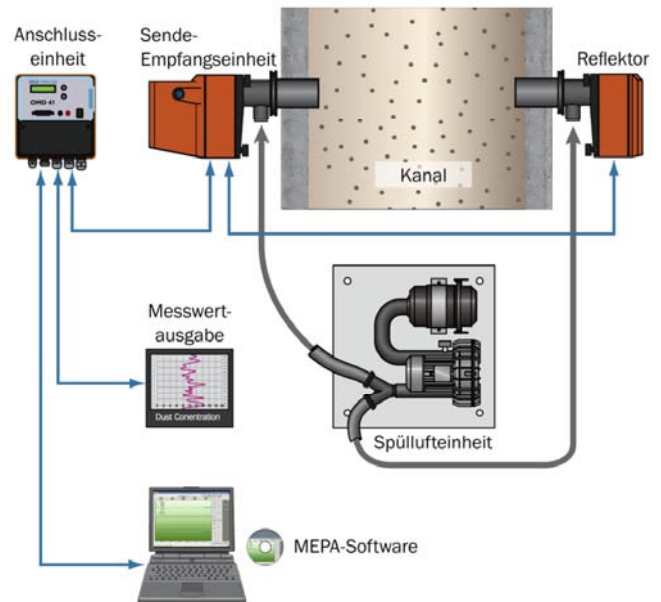 Anschluss-
einheit
Sende-
Empfangseinheit
Reflektor
OMD 41
Kanal
Messwert-
ausgabe
Dust Conentration
Spüllufteinheit
MEPA-Software